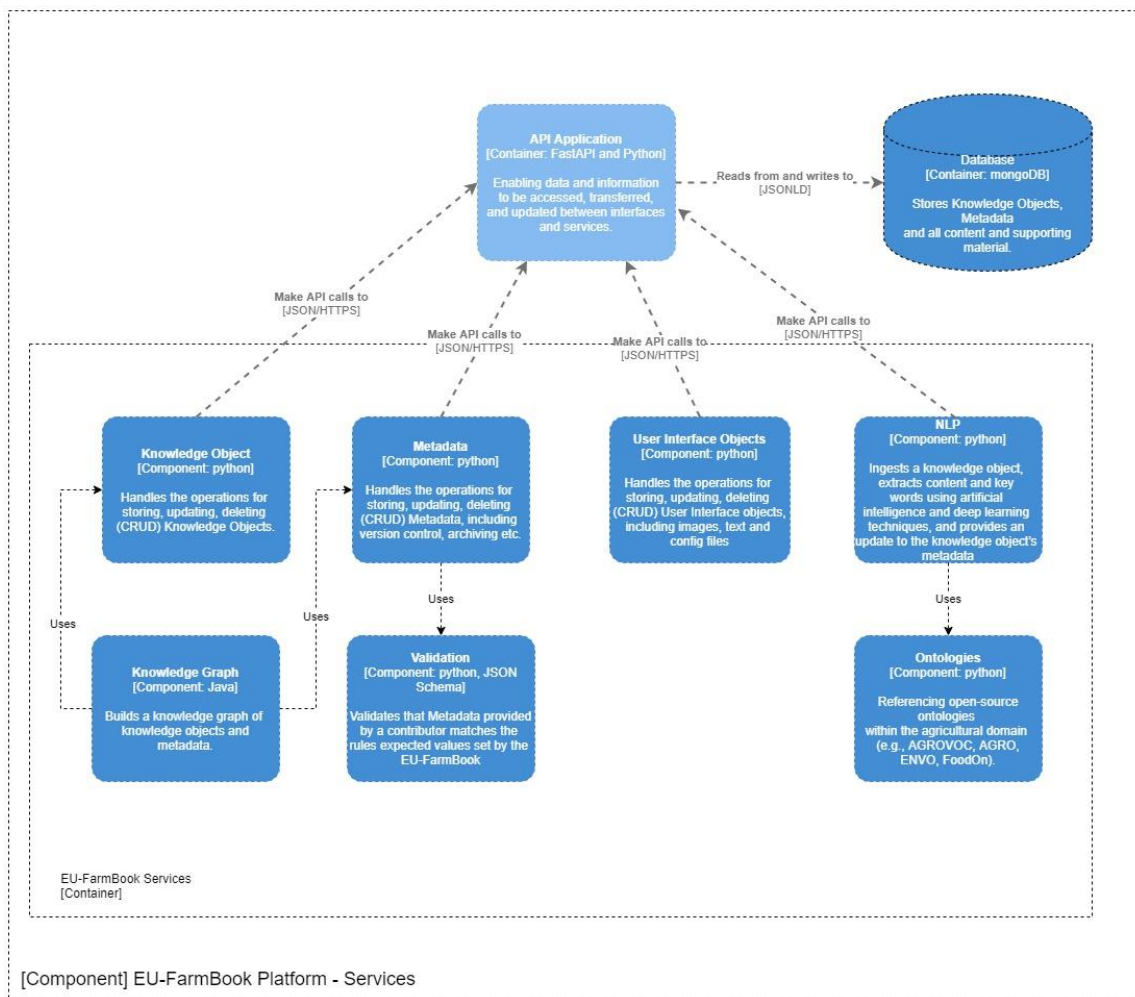 API Application
[Container: FastAPI and Python]
Enabling data and information
to be accessed, transferred,
and updated between interfaces
and services.
Reads from and writes to
[JSONLD]
Database
[Container: mongoDB]
Stores Knowledge Objects,
Metadata
and all content and supporting
material.
Make API calls to
[JSON/HTTPS]
Make API calls to
[JSON/HTTPS]
Make API calls to
[JSON/HTTPS]
Make API calls to
[JSON/HTTPS]
Knowledge Object
[Component: python]
Handles the operations for
storing, updating, deleting
(CRUD) Knowledge Objects.
Metadata
[Component: python]
Handles the operations for
storing, updating, deleting
(CRUD) Metadata, including
version control, archiving etc.
User Interface Objects
[Component: python]
Handles the operations for
storing, updating, deleting
(CRUD) User Interface objects,
including images, text and
config files
NLP
[Component: python]
Ingests a knowledge object,
extracts content and key
words using artificial
intelligence and deep learning
techniques, and provides an
update to the knowledge object's
metadata
Uses
Uses
Uses
Uses
Knowledge Graph
[Component: Java]
Builds a knowledge graph of
knowledge objects and
metadata.
Validation
[Component: python, JSON
Schema]
Validates that Metadata provided
by a contributor matches the
rules expected values set by the
EU-FarmBook
Ontologies
[Component: python]
Referencing open-source
ontologies
within the agricultural domain
(e.g., AGROVOC, AGRO,
ENVO, FoodOn).
EU-FarmBook Services
[Container]
[Component] EU-FarmBook Platform - Services